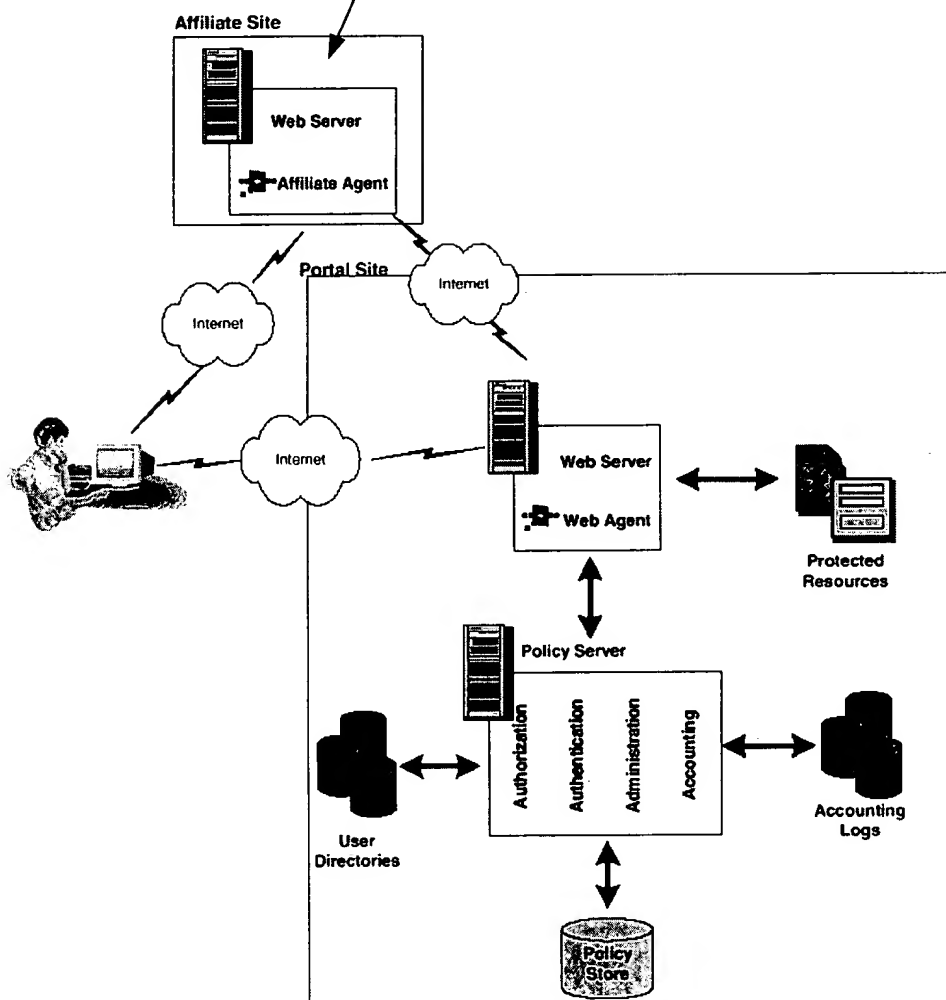 Affiliate Site
Web Server
Affiliate Agent
Portal Site
Internet
Internet
Internet
Web Server
Web Agent
Protected
Resources
Policy Server
Authorization
Authentication
Administration
Accounting
User
Directories
Accounting
Logs
Policy
Store